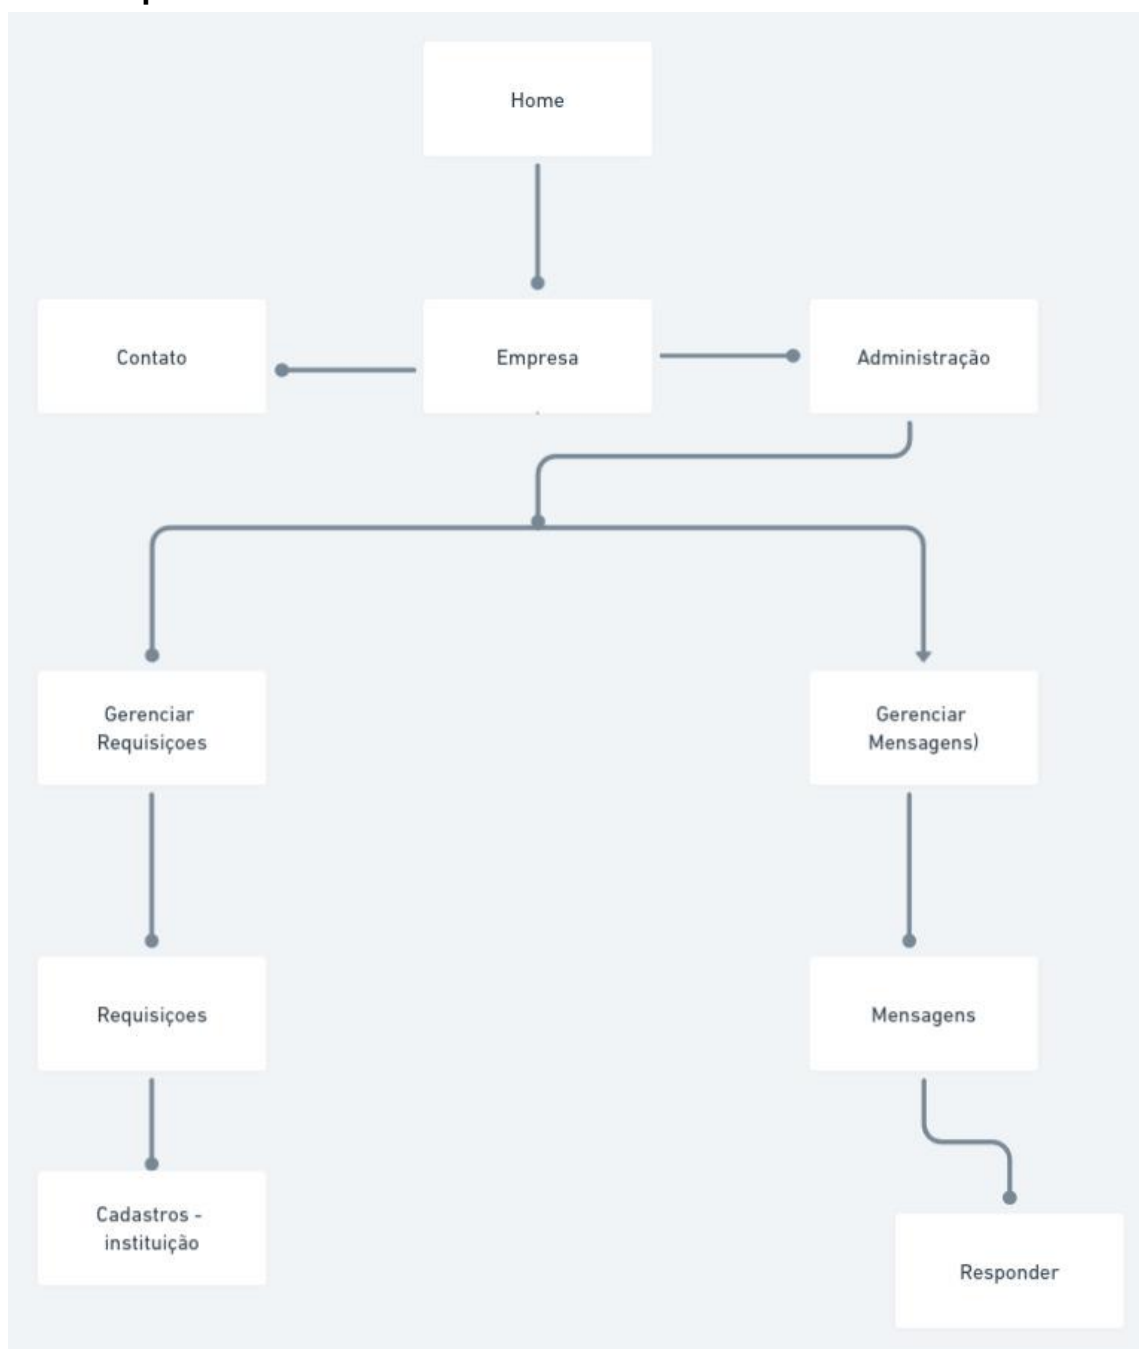 Home
Contato
Empresa
Administração
Gerenciar
Requisiçoes
Gerenciar
Mensagens)
Requisiçoes
Mensagens
Cadastros -
instituição
Responder